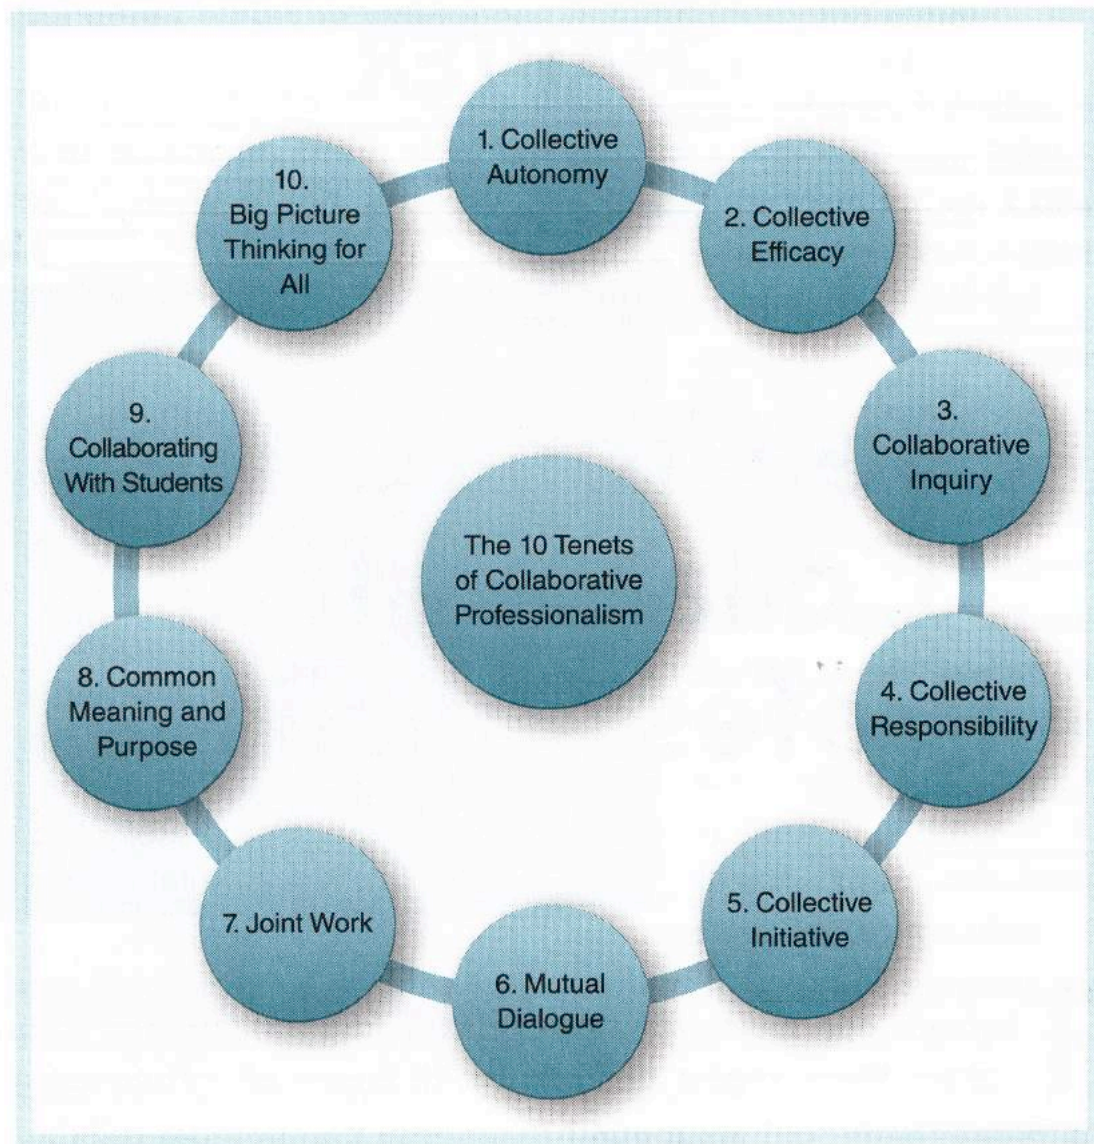 1. Collective
Autonomy
2. Collective
Efficacy
3.
Collaborative
Inquiry
4. Collective
Responsibility
5. Collective
Initiative
6. Mutual
Dialogue
7. Joint Work
8. Common
Meaning and
Purpose
9.
Collaborating
With Students
10.
Big Picture
Thinking for
All
The 10 Tenets
of Collaborative
Professionalism